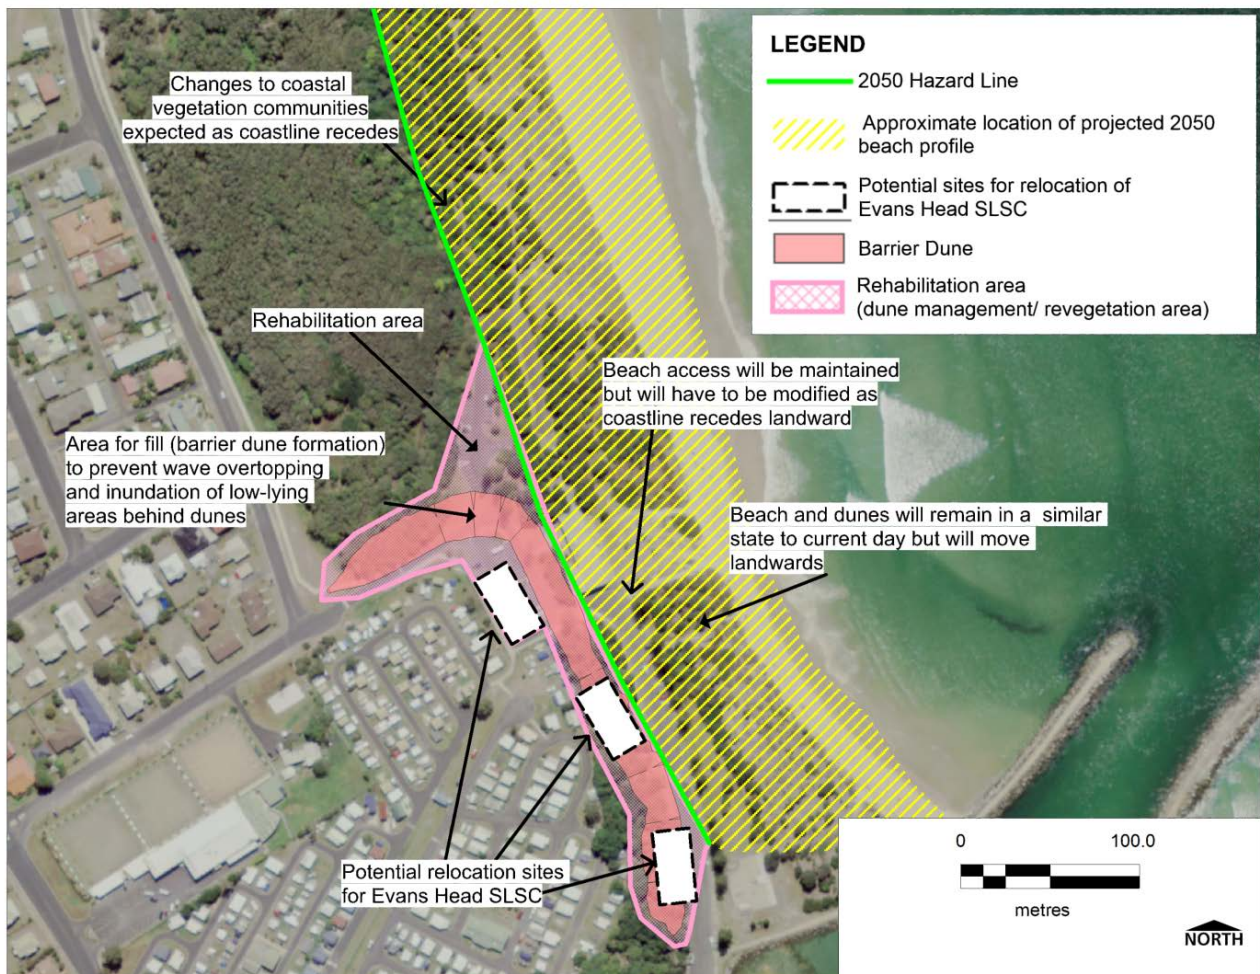 LEGEND
2050 Hazard Line
Approximate location of projected 2050
beach profile
Potential sites for relocation of
Evans Head SLSC
Barrier Dune
Rehabilitation area
(dune management/ revegetation area)
Changes to coastal
vegetation communities
expected as coastline recedes
Rehabilitation area
Beach access will be maintained
but will have to be modified as
coastline recedes landward
Area for fill (barrier dune formation)
to prevent wave overtopping
and inundation of low-lying
areas behind dunes
Beach and dunes will remain in a similar
state to current day but will move
landwards
Potential relocation sites
for Evans Head SLSC
0 100.0
metres
NORTH